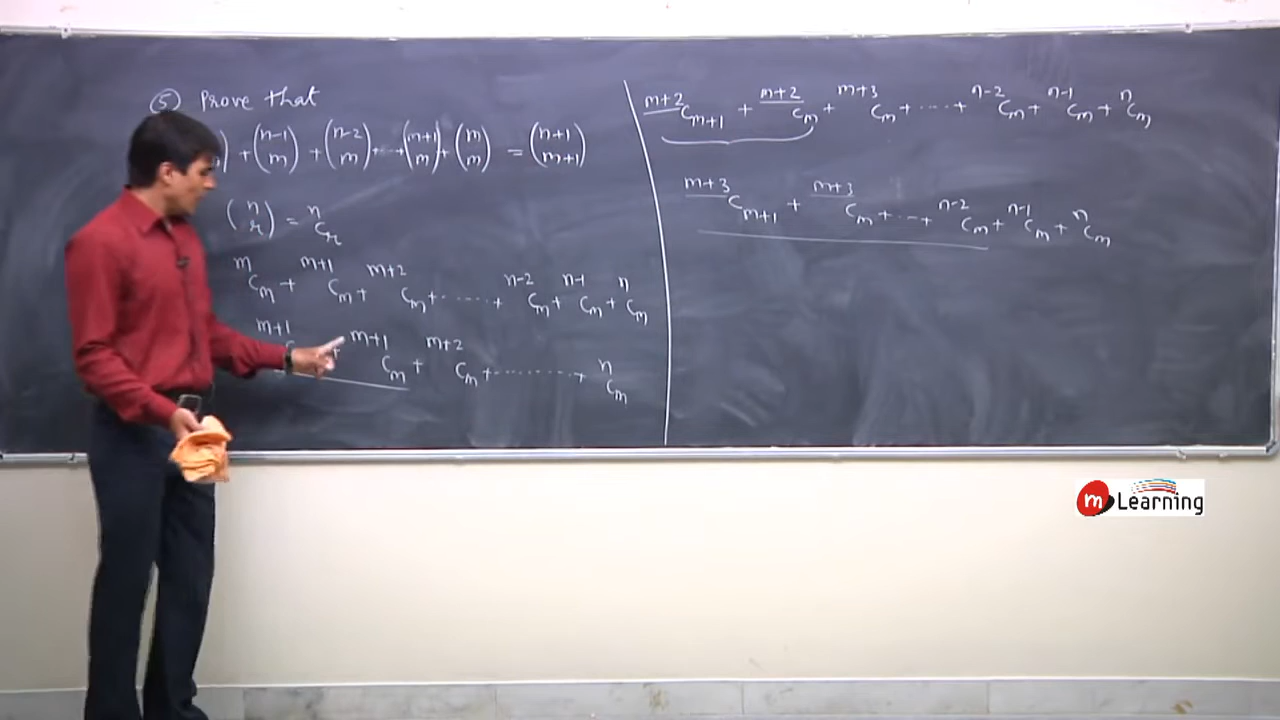 ⑤ Prove that
) + (n-1 m) + (n-2 m) + ..+ (m+1 m) + (m m) = (n+1 m+1)
(n r) = ⁿCᵣ
ᵐCₘ + ᵐ⁺¹Cₘ + ᵐ⁺²Cₘ + ...... + ⁿ⁻²Cₘ + ⁿ⁻¹Cₘ + ⁿCₘ
ᵐ⁺¹C + ᵐ⁺¹Cₘ + ᵐ⁺²Cₘ + .......... + ⁿCₘ
ᵐ⁺²Cₘ₊₁ + ᵐ⁺²Cₘ + ᵐ⁺³Cₘ + ..... + ⁿ⁻²Cₘ + ⁿ⁻¹Cₘ + ⁿCₘ
ᵐ⁺³Cₘ₊₁ + ᵐ⁺³Cₘ + ... + ⁿ⁻²Cₘ + ⁿ⁻¹Cₘ + ⁿCₘ
m Learning